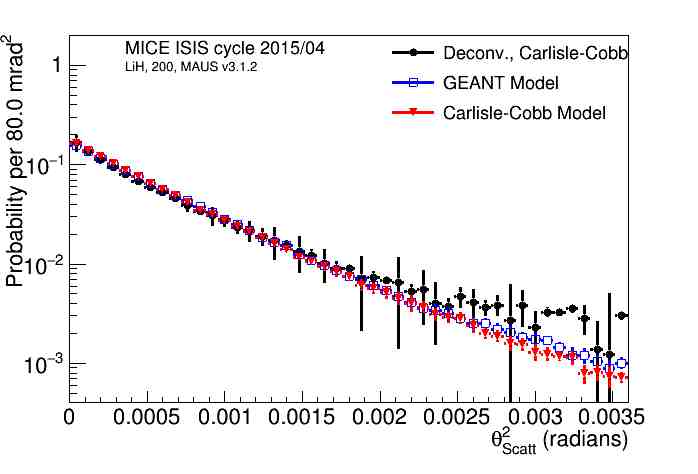 MICE ISIS cycle 2015/04
LiH, 200, MAUS v3.1.2
Deconv., Carlisle-Cobb
GEANT Model
Carlisle-Cobb Model
Probability per 80.0 mrad²
1
10⁻¹
10⁻²
10⁻³
0 0.0005 0.001 0.0015 0.002 0.0025 0.003 0.0035
θ²Scatt (radians)